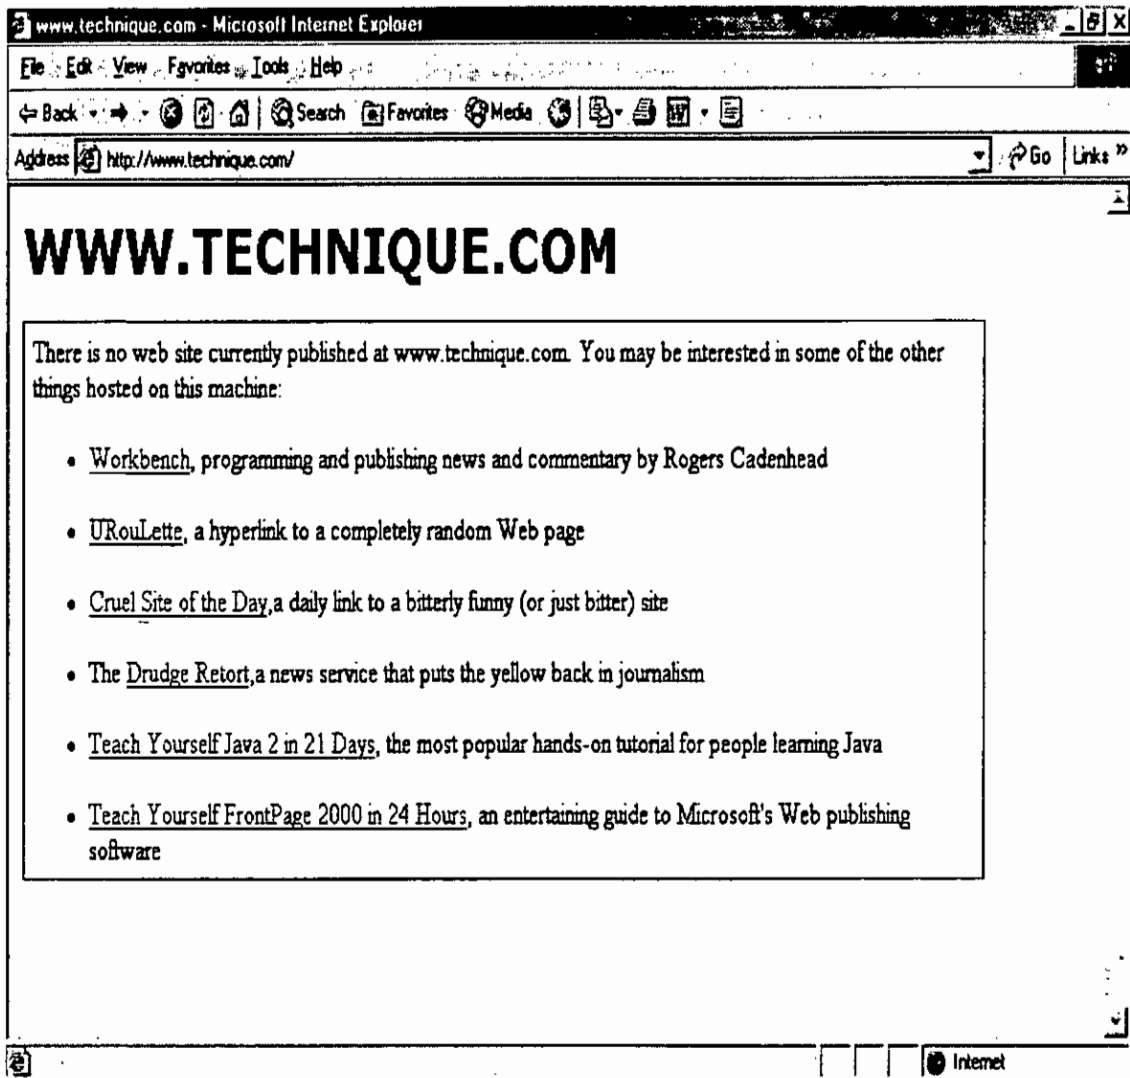 www.technique.com - Microsoft Internet Explorer
File Edit View Favorites Tools Help
Back Search Favorites Media
Address http://www.technique.com/ Go Links »
WWW.TECHNIQUE.COM
There is no web site currently published at www.technique.com. You may be interested in some of the other
things hosted on this machine:
• Workbench, programming and publishing news and commentary by Rogers Cadenhead
• URouLette, a hyperlink to a completely random Web page
• Cruel Site of the Day,a daily link to a bitterly funny (or just bitter) site
• The Drudge Retort,a news service that puts the yellow back in journalism
• Teach Yourself Java 2 in 21 Days, the most popular hands-on tutorial for people learning Java
• Teach Yourself FrontPage 2000 in 24 Hours, an entertaining guide to Microsoft's Web publishing
software
Internet